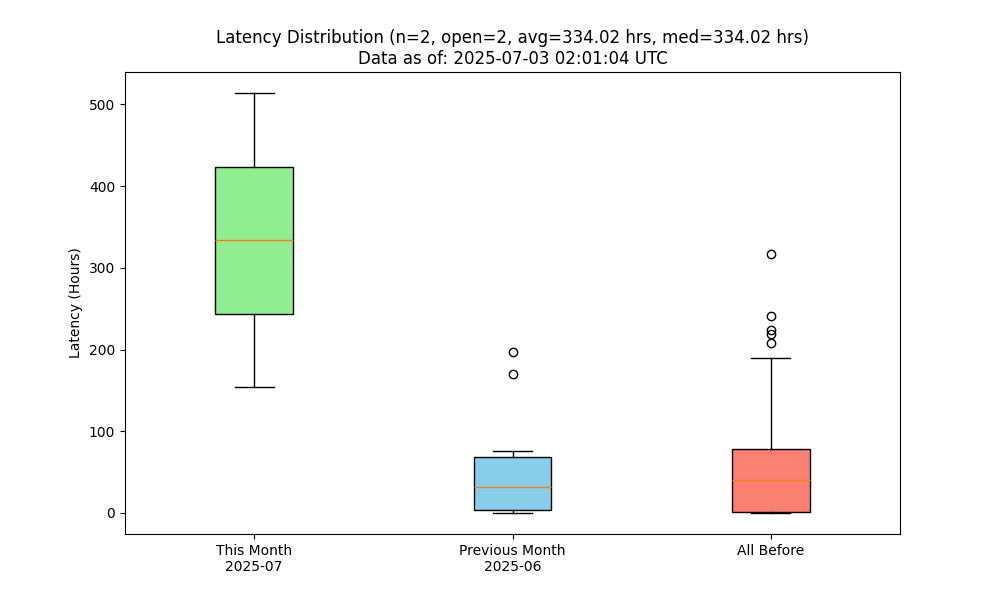 Latency Distribution (n=2, open=2, avg=334.02 hrs, med=334.02 hrs)
Data as of: 2025-07-03 02:01:04 UTC
Latency (Hours)
500
400
300
200
100
0
This Month
2025-07
Previous Month
2025-06
All Before